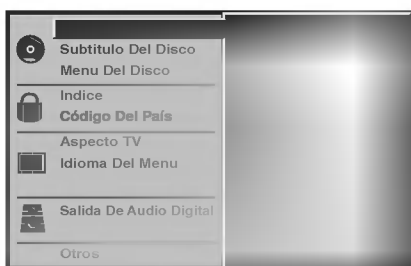 Subtitulo Del Disco
Menu Del Disco
Indice
Código Del País
Aspecto TV
Idioma Del Menu
Salida De Audio Digital
Otros